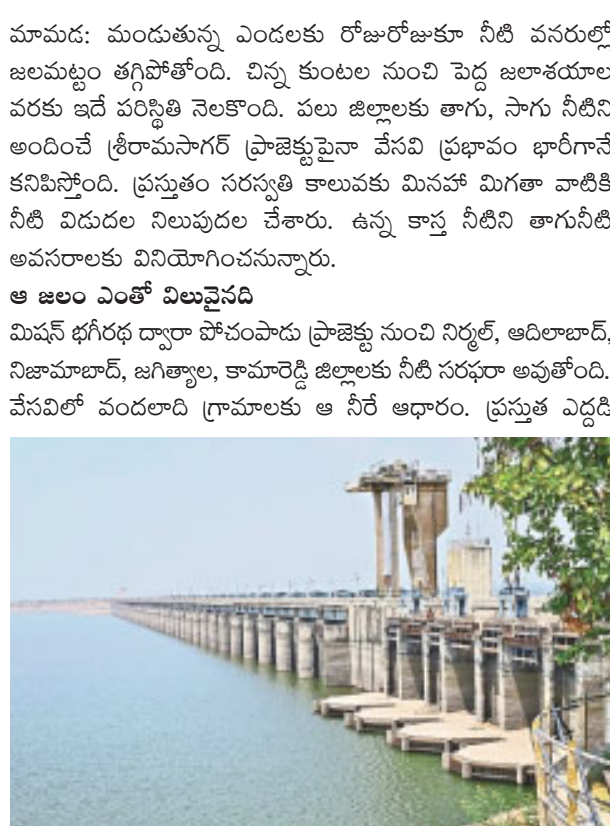 మామడ: మండుతున్న ఎండలకు రోజురోజుకూ నీటి వనరుల్లో
జలమట్టం తగ్గిపోతోంది. చిన్న కుంటల నుంచి పెద్ద జలాశయాల
వరకు ఇదే పరిస్థితి నెలకొంది. పలు జిల్లాలకు తాగు, సాగు నీటిని
అందించే శ్రీరామసాగర్ ప్రాజెక్టుపైనా వేసవి ప్రభావం భారీగానే
కనిపిస్తోంది. ప్రస్తుతం సరస్వతి కాలువకు మినహా మిగతా వాటికి
నీటి విడుదల నిలుపుదల చేశారు. ఉన్న కాస్త నీటిని తాగునీటి
అవసరాలకు వినియోగించనున్నారు.
ఆ జలం ఎంతో విలువైనది
మిషన్ భగీరథ ద్వారా పోచంపాడు ప్రాజెక్టు నుంచి నిర్మల్, ఆదిలాబాద్,
నిజామాబాద్, జగిత్యాల, కామారెడ్డి జిల్లాలకు నీటి సరఫరా అవుతోంది.
వేసవిలో వందలాది గ్రామాలకు ఆ నీరే ఆధారం. ప్రస్తుత ఎద్దడి